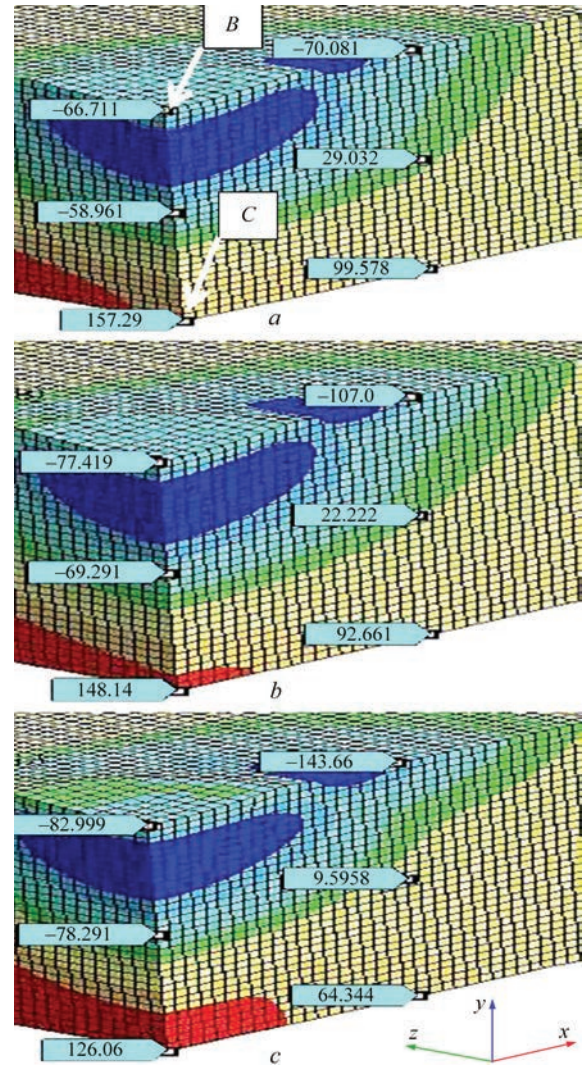 B
−70.081
−66.711
29.032
−58.961
C
99.578
157.29
a
−107.0
−77.419
22.222
−69.291
92.661
148.14
b
−143.66
−82.999
9.5958
−78.291
64.344
y
z
x
126.06
c